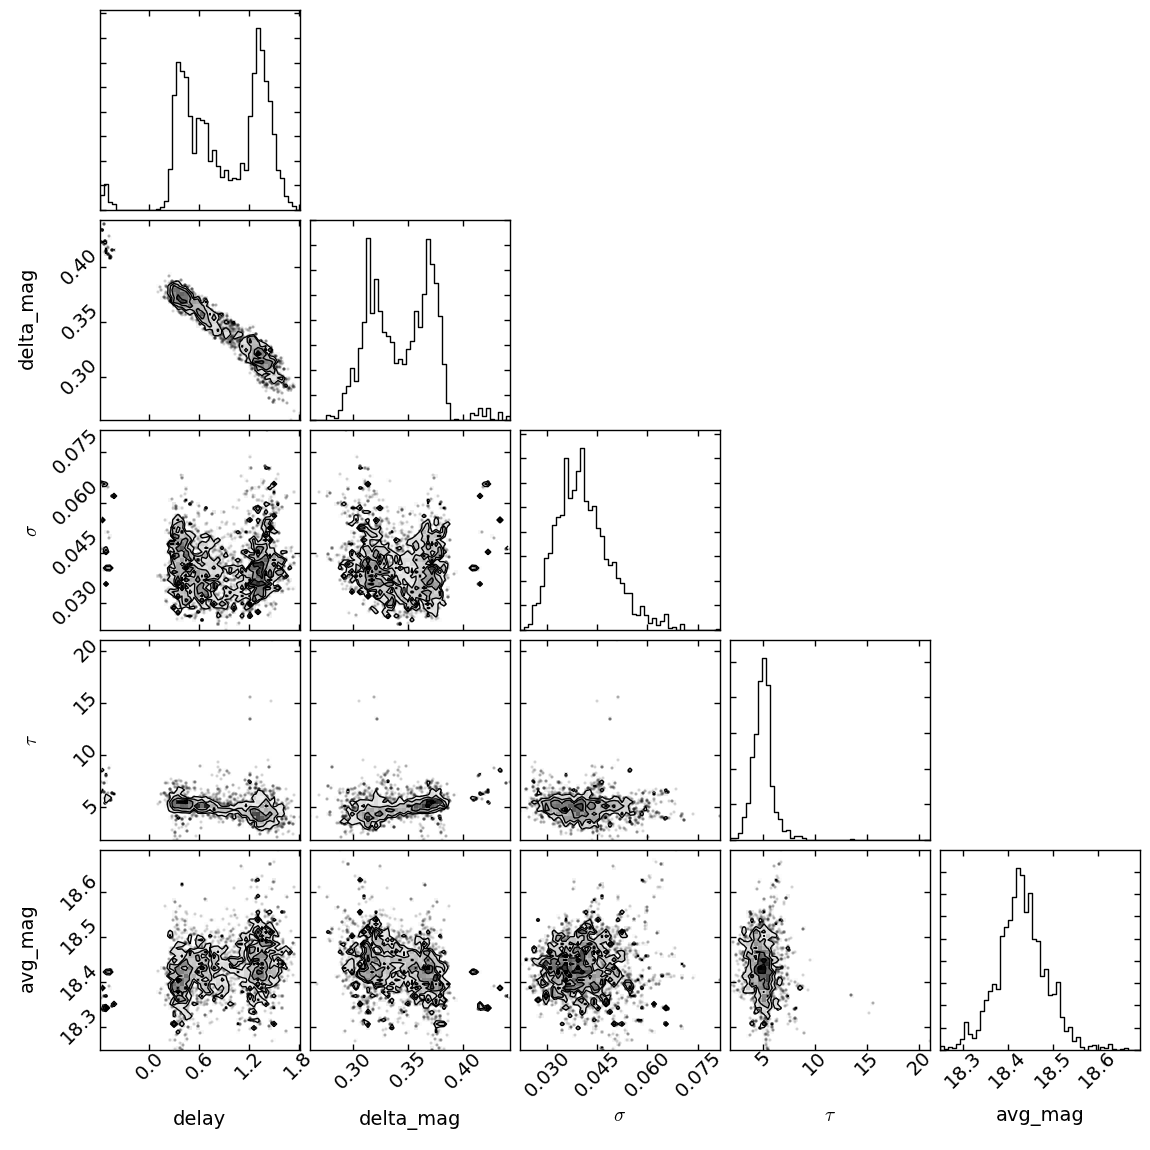 delta_mag
0.40
0.35
0.30
σ
0.075
0.060
0.045
0.030
τ
20
15
10
5
avg_mag
18.6
18.5
18.4
18.3
0.0 0.6 1.2 1.8
0.30 0.35 0.40
0.030 0.045 0.060 0.075
5 10 15 20
18.3 18.4 18.5 18.6
delay
delta_mag
σ
τ
avg_mag